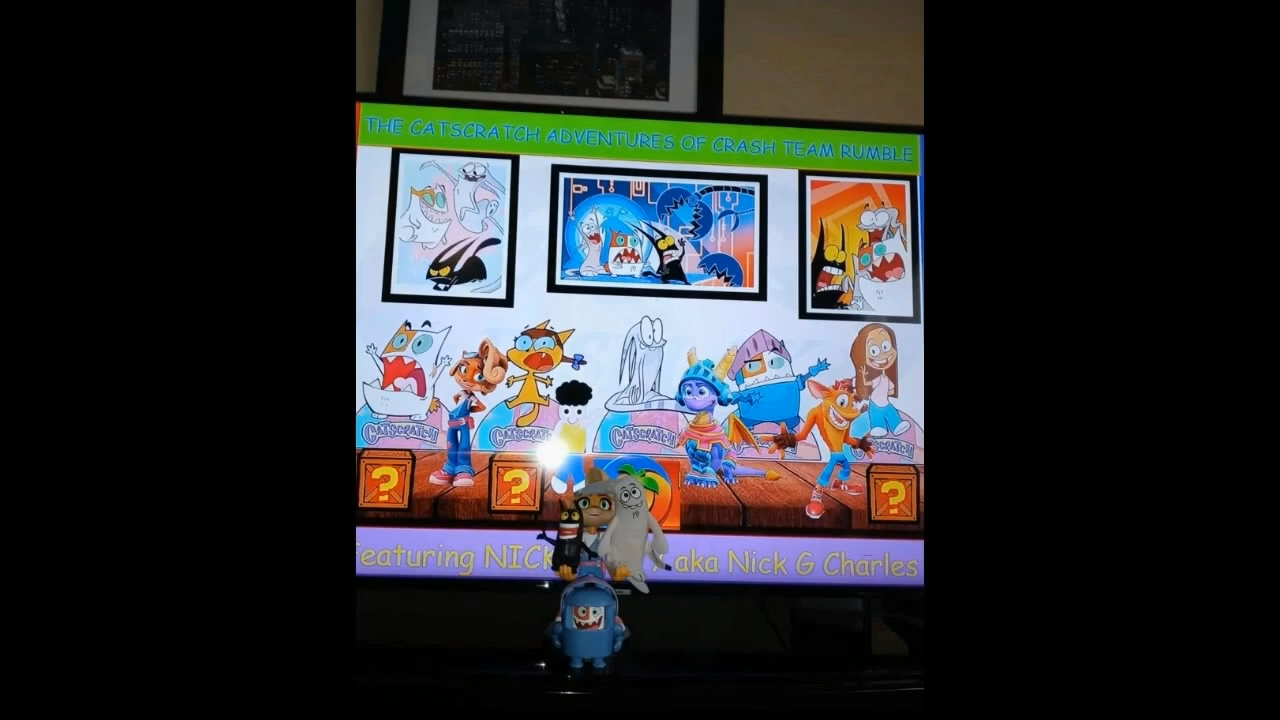 THE CATSCRATCH ADVENTURES OF CRASH TEAM RUMBLE
CATSCRATCH
CATSCRATCH
CATSCRATCH
CATSCRATCH
?
?
?
eaturing NICK aka Nick G Charles